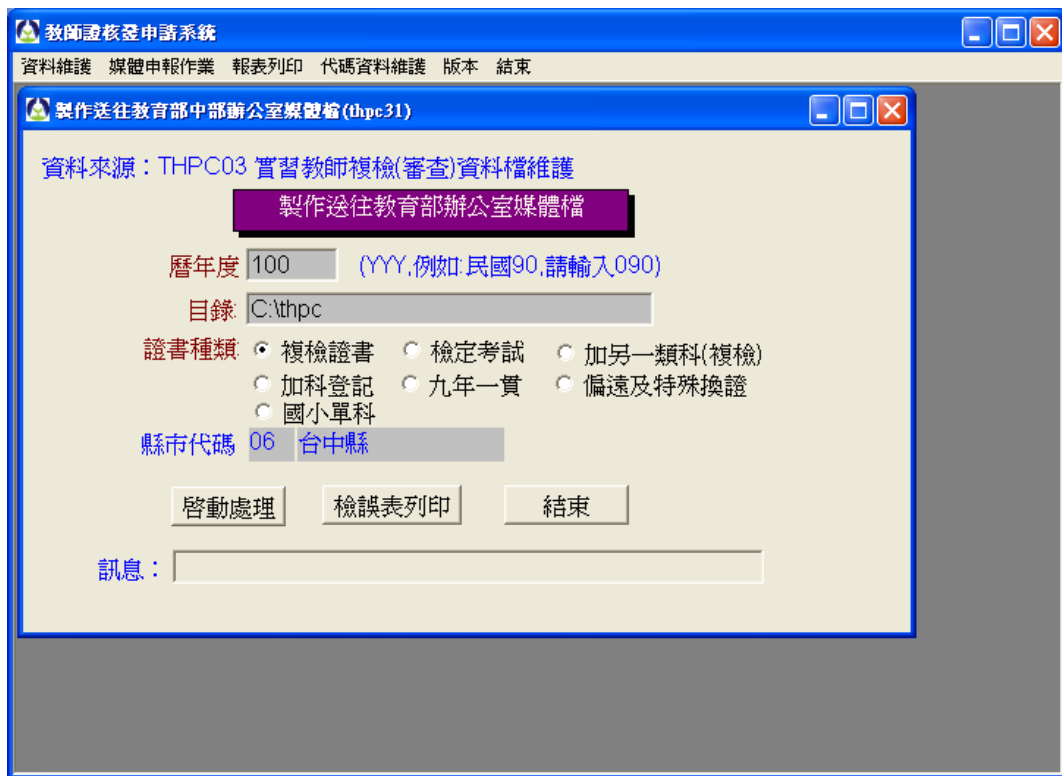 教師證核發申請系統
資料維護 媒體申報作業 報表列印 代碼資料維護 版本 結束
製作送往教育部中部辦公室媒體檔(thpc31)
資料來源：THPC03 實習教師複檢(審查)資料檔維護
製作送往教育部辦公室媒體檔
曆年度 100 (YYY,例如:民國90,請輸入090)
目錄: C:\thpc
證書種類: 複檢證書 檢定考試 加另一類科(複檢)
加科登記 九年一貫 偏遠及特殊換證
國小單科
縣市代碼 06 台中縣
啓動處理 檢誤表列印 結束
訊息：